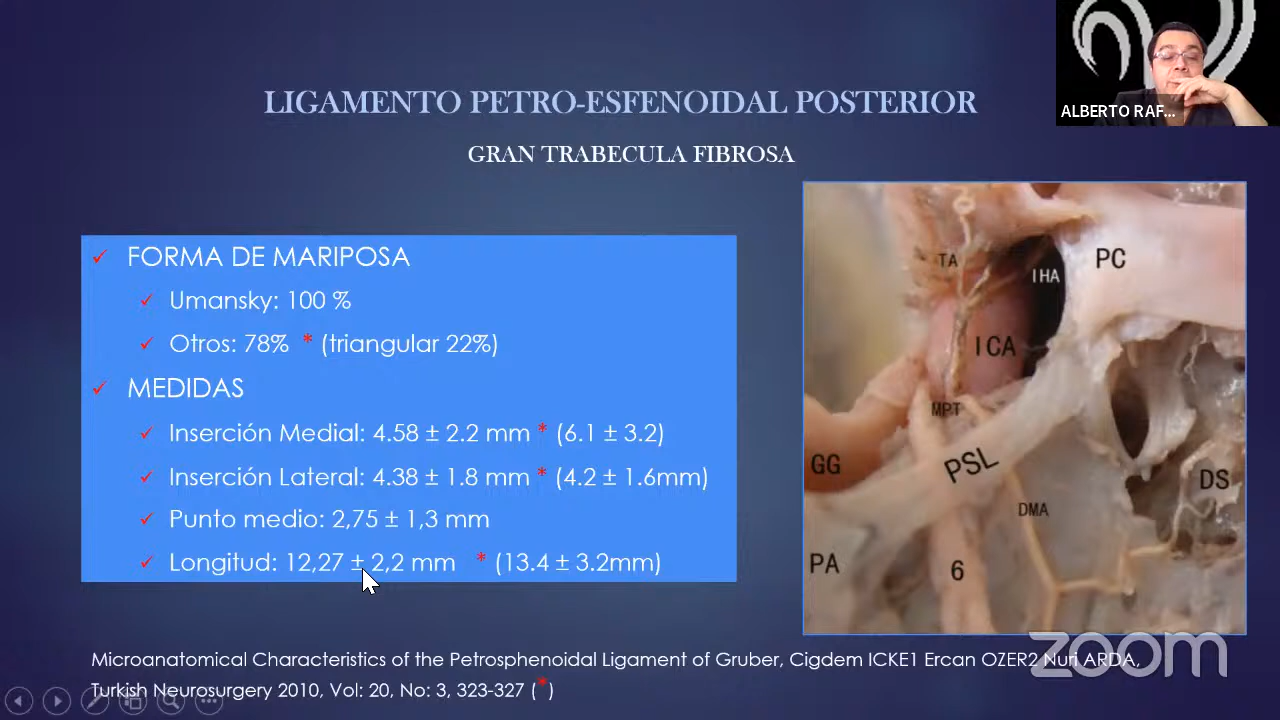 LIGAMENTO PETRO-ESFENOIDAL POSTERIOR
GRAN TRABECULA FIBROSA
ALBERTO RAF...
FORMA DE MARIPOSA
Umansky: 100 %
Otros: 78% * (triangular 22%)
MEDIDAS
Inserción Medial: 4.58 ± 2.2 mm * (6.1 ± 3.2)
Inserción Lateral: 4.38 ± 1.8 mm * (4.2 ± 1.6mm)
Punto medio: 2,75 ± 1,3 mm
Longitud: 12,27 ± 2,2 mm * (13.4 ± 3.2mm)
TA
IHA
PC
ICA
MPT
GG
PSL
DS
DMA
PA
6
zoom
Microanatomical Characteristics of the Petrosphenoidal Ligament of Gruber, Cigdem ICKE1 Ercan OZER2 Nuri ARDA,
Turkish Neurosurgery 2010, Vol: 20, No: 3, 323-327 (*)